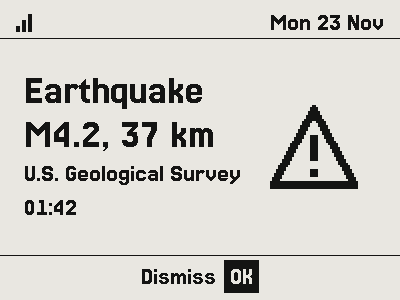 Mon 23 Nov
Earthquake
M4.2, 37 km
U.S. Geological Survey
01:42
Dismiss OK